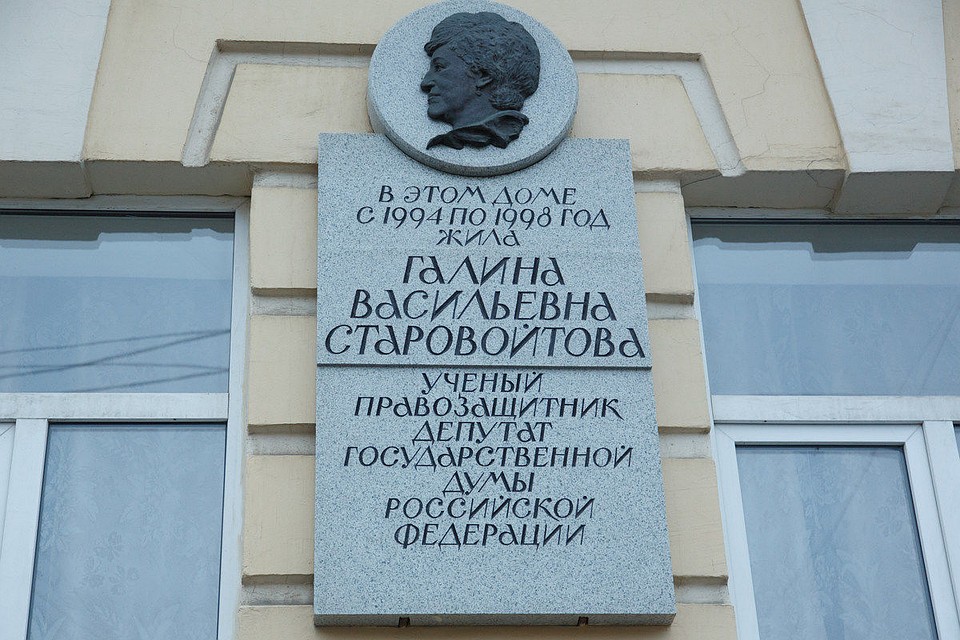 В ЭТОМ ДОМЕ
С 1994 ПО 1998 ГОД
ЖИЛА
ГАЛИНА
ВАСИЛЬЕВНА
СТАРОВОЙТОВА
УЧЕНЫЙ
ПРАВОЗАЩИТНИК
ДЕПУТАТ
ГОСУДАРСТВЕННОЙ
ДУМЫ
РОССИЙСКОЙ
ФЕДЕРАЦИИ